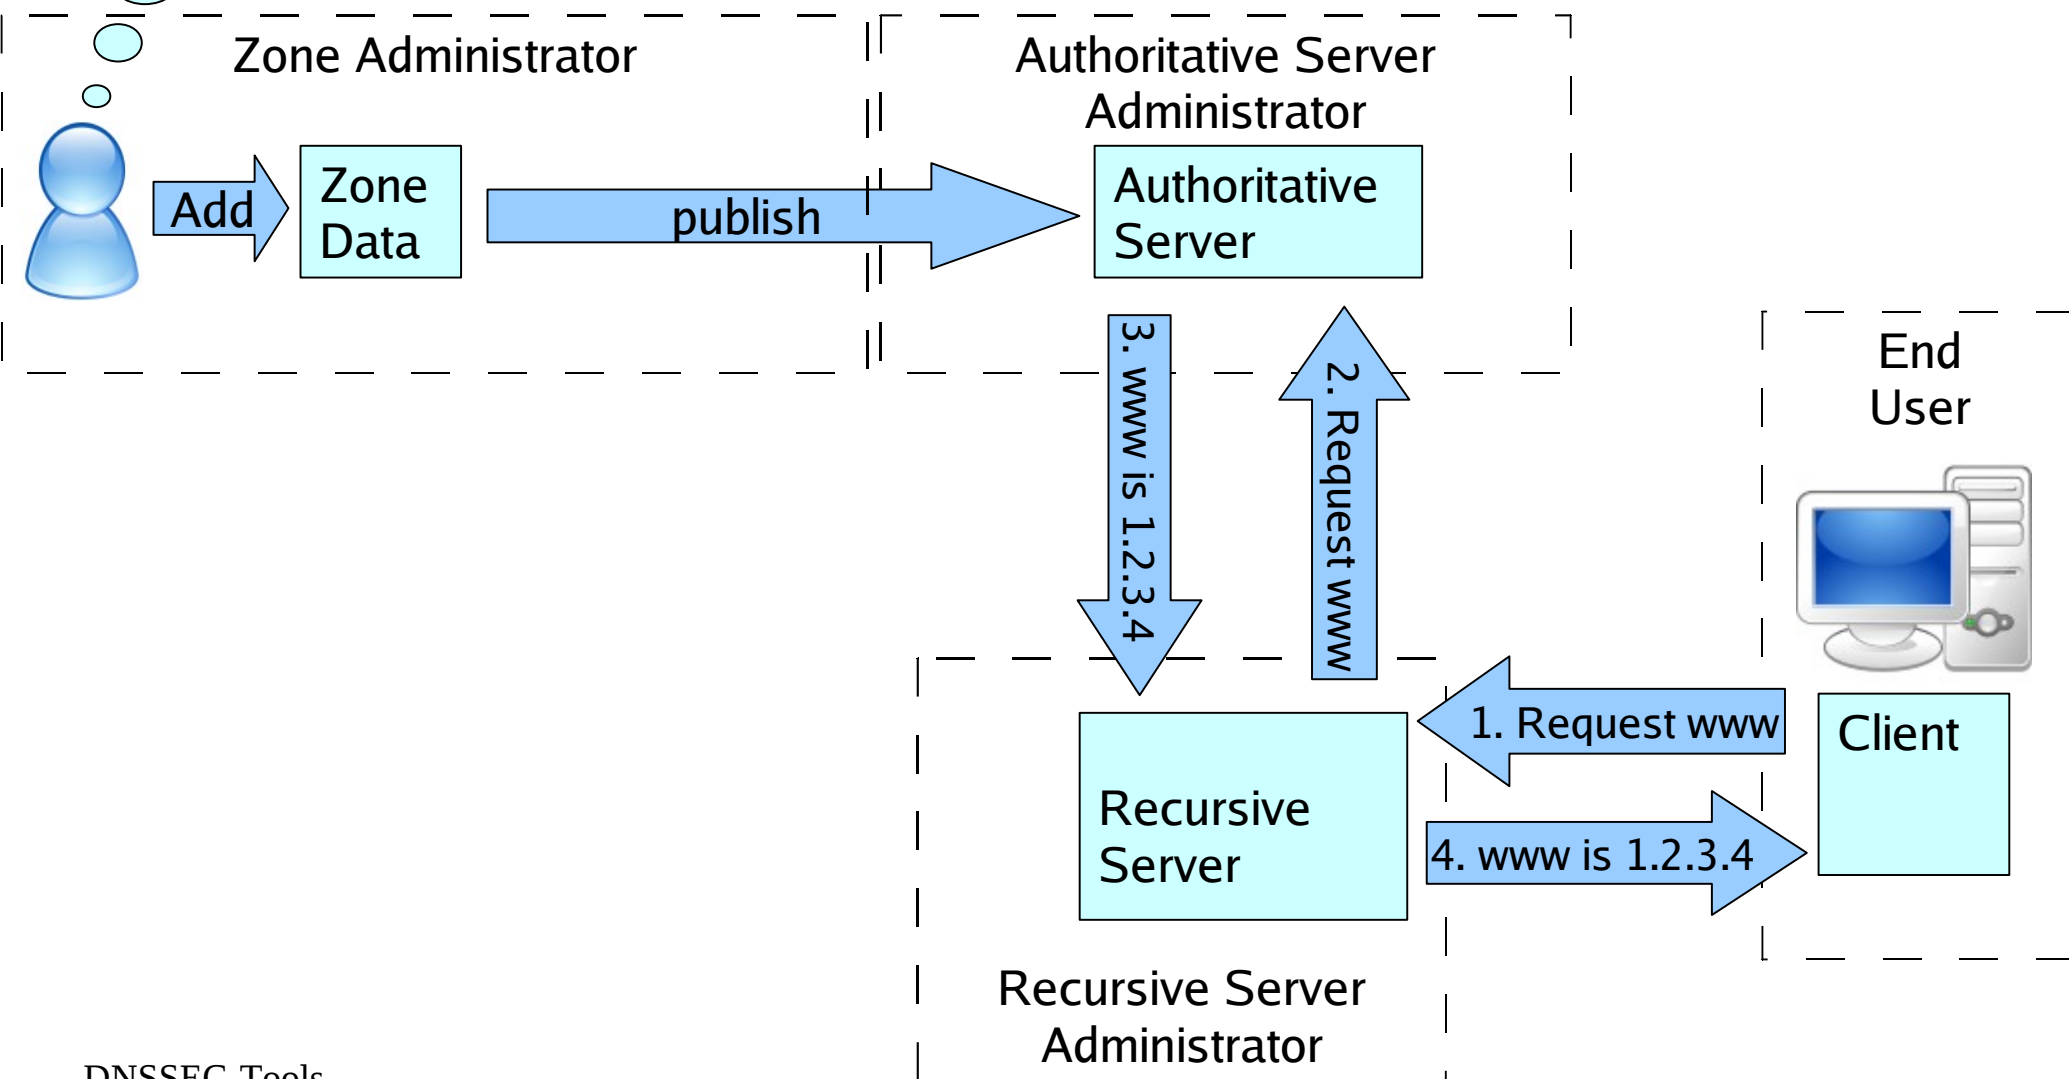 Zone Administrator
Authoritative Server
Administrator
Add
Zone
Data
publish
Authoritative
Server
3. www is 1.2.3.4
2. Request www
End
User
1. Request www
Client
Recursive
Server
4. www is 1.2.3.4
Recursive Server
Administrator
DNSSEC Tools